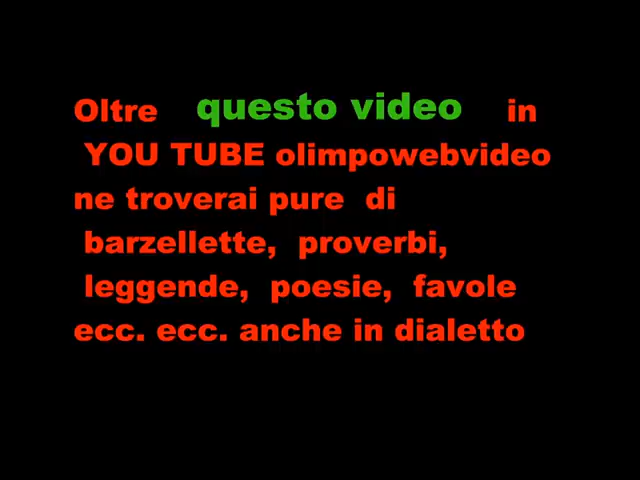 Oltre questo video in
YOU TUBE olimpowebvideo
ne troverai pure di
barzellette, proverbi,
leggende, poesie, favole
ecc. ecc. anche in dialetto